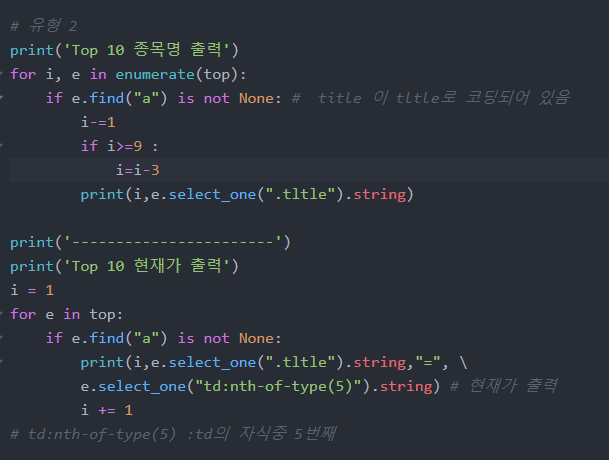 # 유형 2
print('Top 10 종목명 출력')
for i, e in enumerate(top):
    if e.find("a") is not None: #  title 이 tltle로 코딩되어 있음
        i-=1
        if i>=9 :
            i=i-3
        print(i,e.select_one(".tltle").string)
print('-----------------------')
print('Top 10 현재가 출력')
i = 1
for e in top:
    if e.find("a") is not None:
        print(i,e.select_one(".tltle").string,"=", \
        e.select_one("td:nth-of-type(5)").string) # 현재가 출력
        i += 1
# td:nth-of-type(5) :td의 자식중 5번째